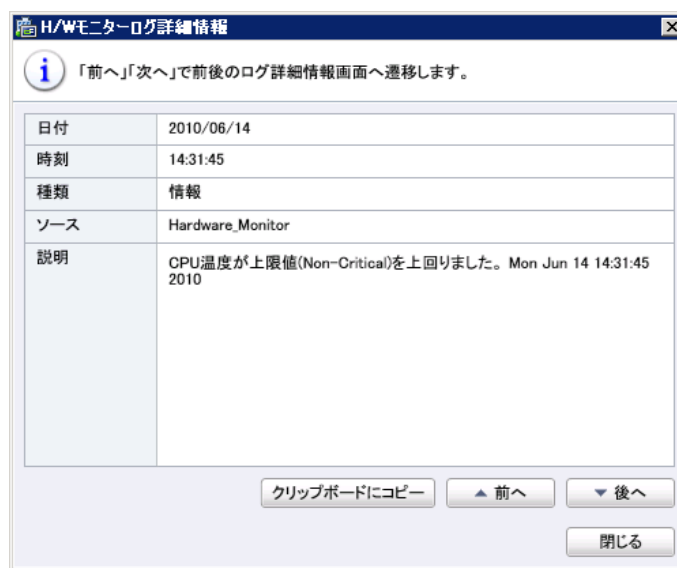 H/Wモニターログ詳細情報
「前へ」「次へ」で前後のログ詳細情報画面へ遷移します。
日付 2010/06/14
時刻 14:31:45
種類 情報
ソース Hardware_Monitor
説明 CPU温度が上限値(Non-Critical)を上回りました。 Mon Jun 14 14:31:45
2010
クリップボードにコピー ▲ 前へ ▼ 後へ
閉じる